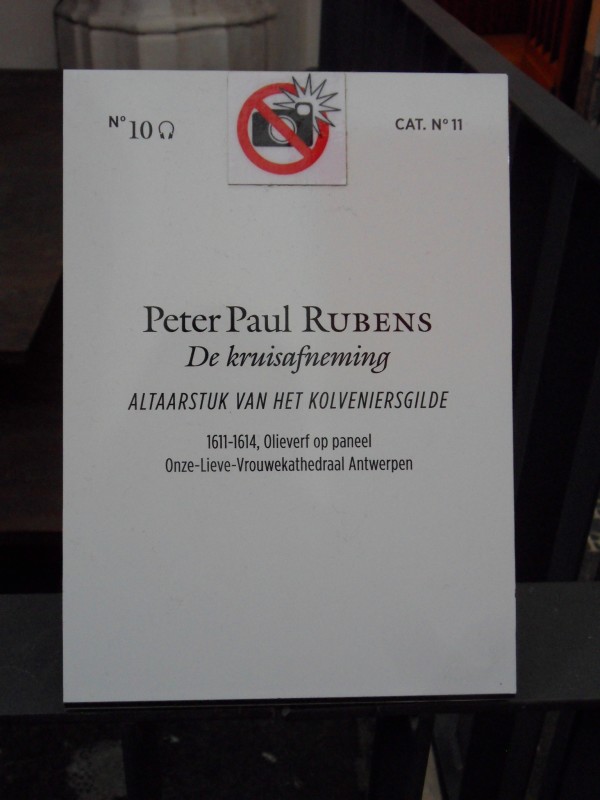 N° 10
CAT. N° 11
Peter Paul RUBENS
De kruisafneming
ALTAARSTUK VAN HET KOLVENIERSGILDE
1611-1614, Olieverf op paneel
Onze-Lieve-Vrouwekathedraal Antwerpen